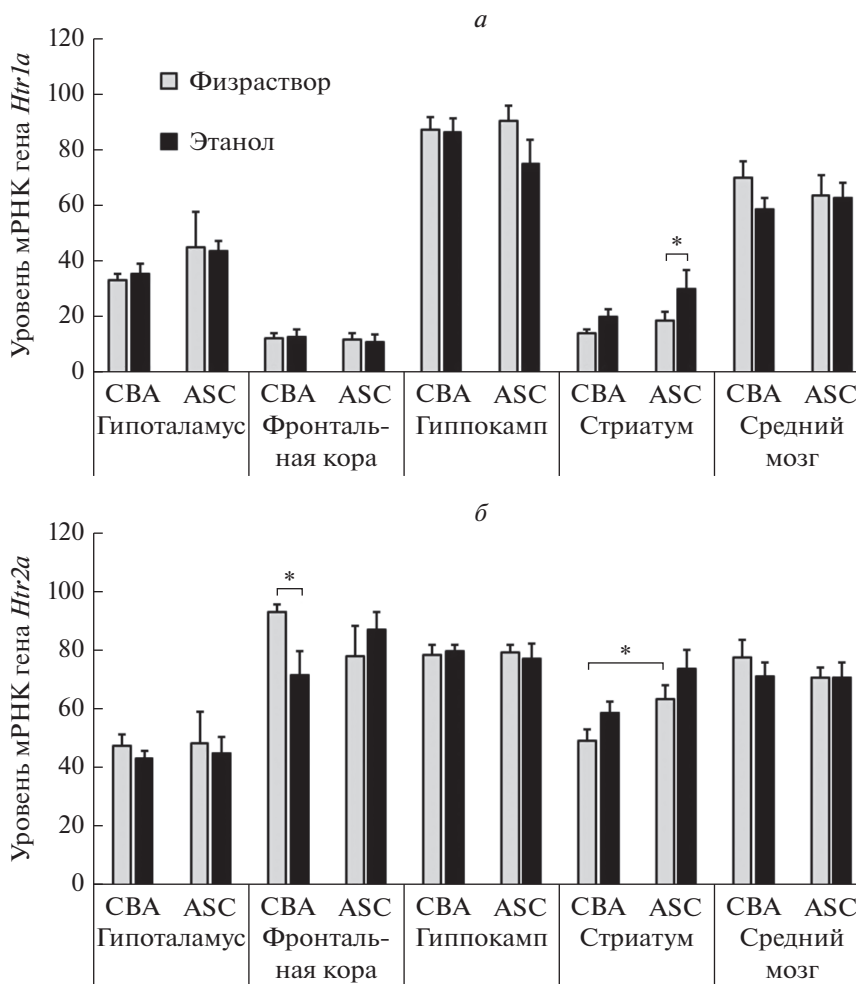 а
Уровень мРНК гена Htr1a
120
100
80
60
40
20
0
Физраствор
Этанол
*
CBA ASC CBA ASC CBA ASC CBA ASC CBA ASC
Гипоталамус Фронталь- Гиппокамп Стриатум Средний
ная кора мозг
б
Уровень мРНК гена Htr2a
120
100
80
60
40
20
0
*
*
CBA ASC CBA ASC CBA ASC CBA ASC CBA ASC
Гипоталамус Фронталь- Гиппокамп Стриатум Средний
ная кора мозг